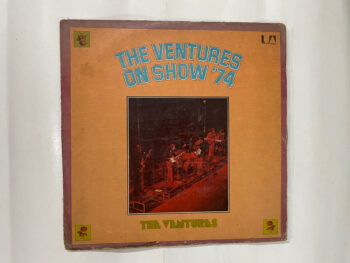 THE VENTURES
ON SHOW '74
THE VENTURES